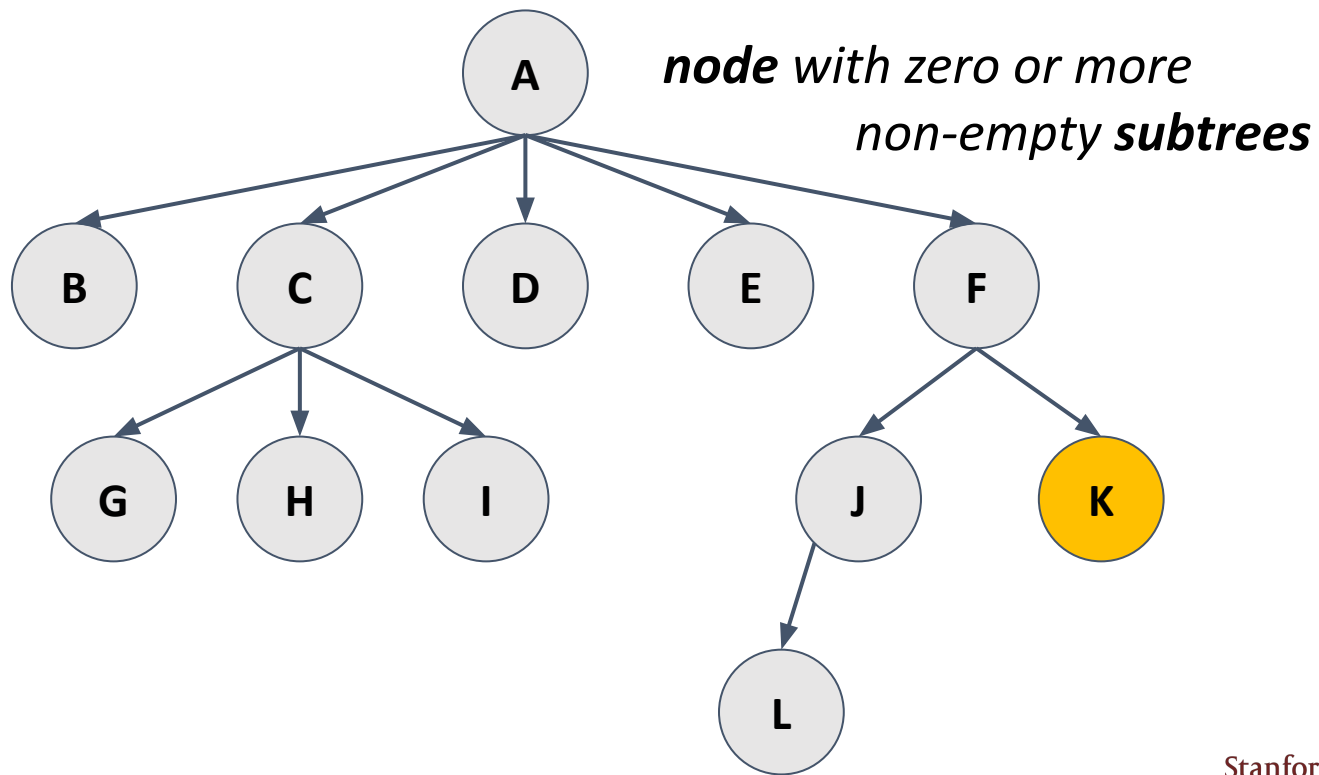 A
node with zero or more
non-empty subtrees
B C D E F
G H I J K
L
Stanfor